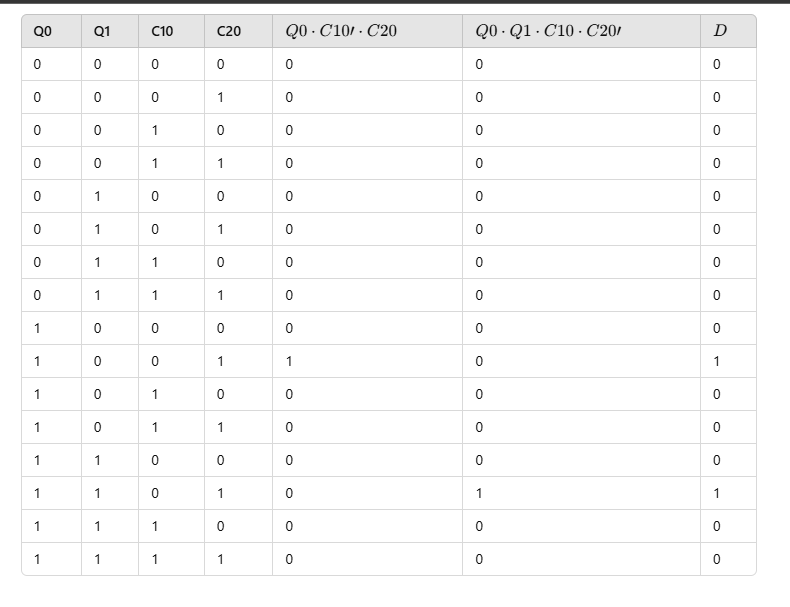 Q0 Q1 C10 C20 Q0 · C10′ · C20 Q0 · Q1 · C10 · C20′ D
0 0 0 0 0 0 0
0 0 0 1 0 0 0
0 0 1 0 0 0 0
0 0 1 1 0 0 0
0 1 0 0 0 0 0
0 1 0 1 0 0 0
0 1 1 0 0 0 0
0 1 1 1 0 0 0
1 0 0 0 0 0 0
1 0 0 1 1 0 1
1 0 1 0 0 0 0
1 0 1 1 0 0 0
1 1 0 0 0 0 0
1 1 0 1 0 1 1
1 1 1 0 0 0 0
1 1 1 1 0 0 0